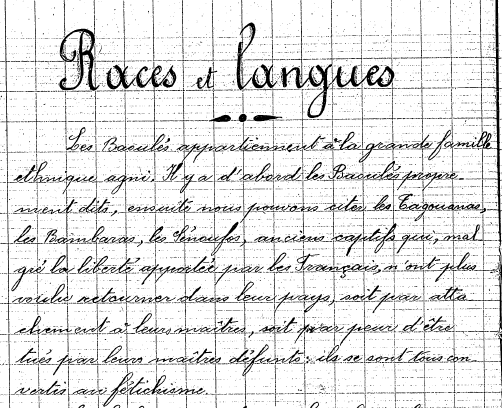 Races et langues
Les Baoulés appartiennent à la grande famille
ethnique agni. Il y a d'abord les Baoulés propre-
ment dits, ensuite nous pouvons citer les Tagouanas,
les Bambaras, les Sénoufos, anciens captifs qui, mal
gré la liberté apportée par les Français, n'ont plus
voulu retourner dans leur pays, soit par atta
chement à leurs maîtres, soit par peur d'être
tués par leurs maîtres défunts : ils se sont tous con-
vertis au fétichisme.